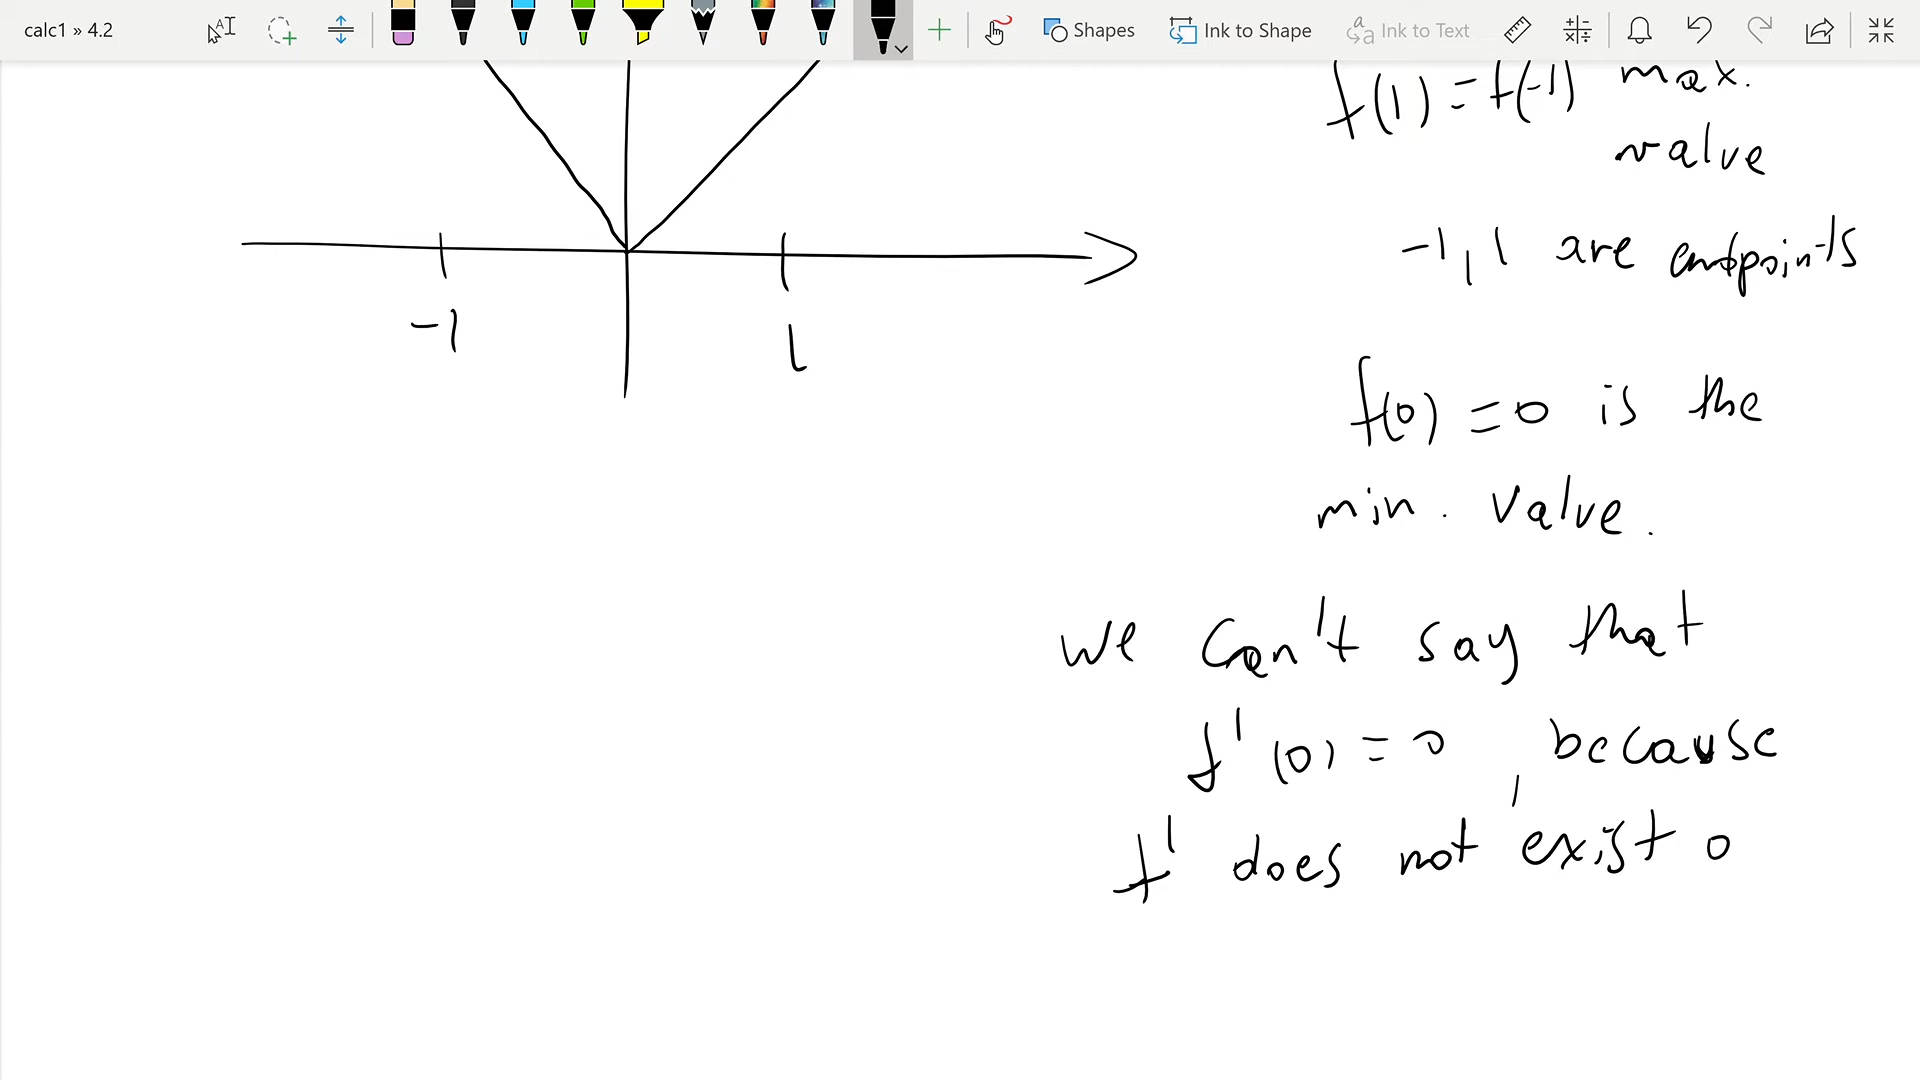 calc1 » 4.2
Shapes
Ink to Shape
Ink to Text
f(1) = f(-1) max.
value
-1, 1 are endpoints
-1
1
f(0) = 0 is the
min. value.
we can't say that
f'(0) = 0, because
f' does not exist o